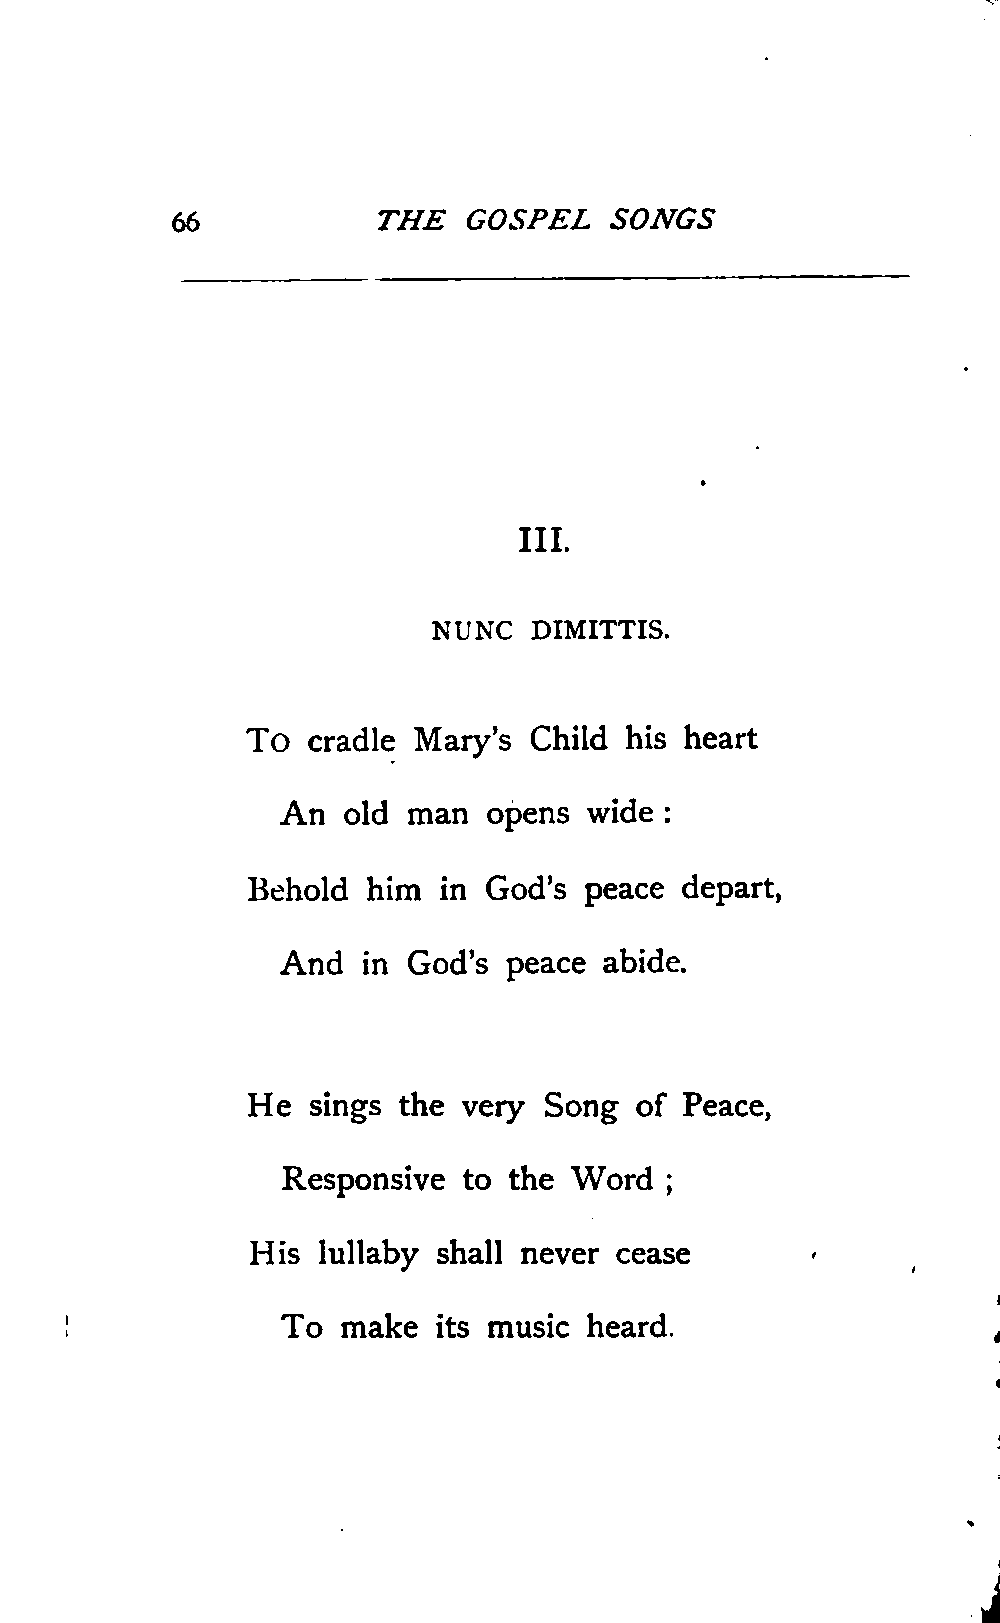 66 THE GOSPEL SONGS
III.
NUNC DIMITTIS.
To cradle Mary's Child his heart
An old man opens wide :
Behold him in God's peace depart,
And in God's peace abide.
He sings the very Song of Peace,
Responsive to the Word ;
His lullaby shall never cease
To make its music heard.